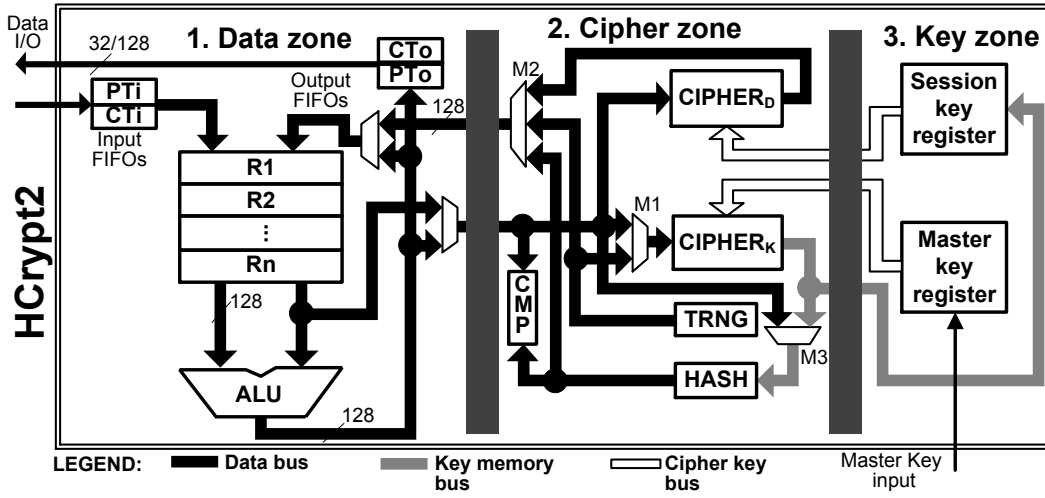 Data
I/O
32/128
1. Data zone
2. Cipher zone
3. Key zone
CTo
PTo
PTi
CTi
Input
FIFOs
Output
FIFOs
128
M2
CIPHERD
Session
key
register
R1
R2
⋮
Rn
M1
CIPHERK
Master
key
register
HCrypt2
128
CMP
TRNG
M3
HASH
ALU
128
LEGEND:
Data bus
Key memory
bus
Cipher key
bus
Master Key
input